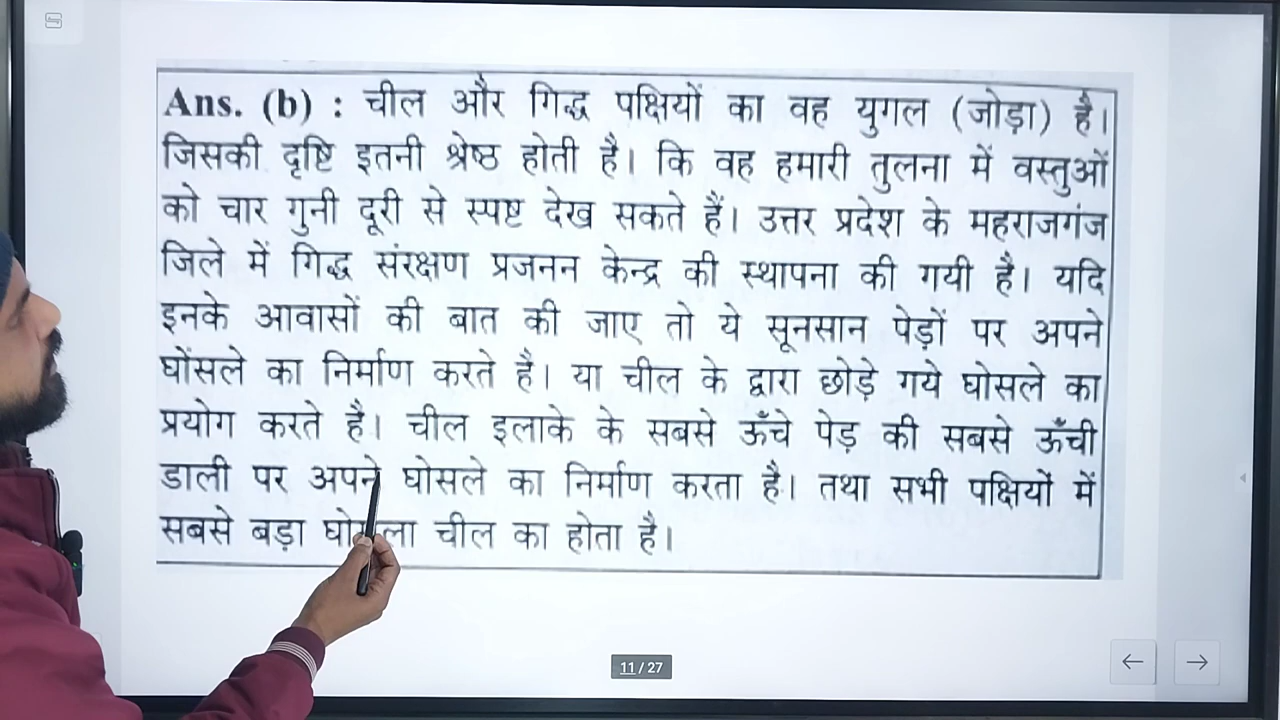 Ans. (b) : चील और गिद्ध पक्षियों का वह युगल (जोड़ा) है।
जिसकी दृष्टि इतनी श्रेष्ठ होती है। कि वह हमारी तुलना में वस्तुओं
को चार गुनी दूरी से स्पष्ट देख सकते हैं। उत्तर प्रदेश के महराजगंज
जिले में गिद्ध संरक्षण प्रजनन केन्द्र की स्थापना की गयी है। यदि
इनके आवासों की बात की जाए तो ये सूनसान पेड़ों पर अपने
घोंसले का निर्माण करते है। या चील के द्वारा छोड़े गये घोसले का
प्रयोग करते है। चील इलाके के सबसे ऊँचे पेड़ की सबसे ऊँची
डाली पर अपने घोसले का निर्माण करता है। तथा सभी पक्षियों में
सबसे बड़ा चील का होता है।
11 / 27